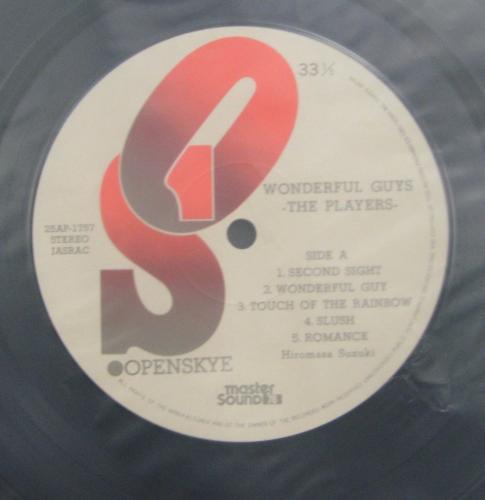 33⅓
WONDERFUL GUYS
-THE PLAYERS-
25AP-1757
STEREO
JASRAC
SIDE A
1. SECOND SIGHT
2. WONDERFUL GUY
3. TOUCH OF THE RAINBOW
4. SLUSH
5. ROMANCE
Hiromasa Suzuki
OPENSKYE
master
SOUND